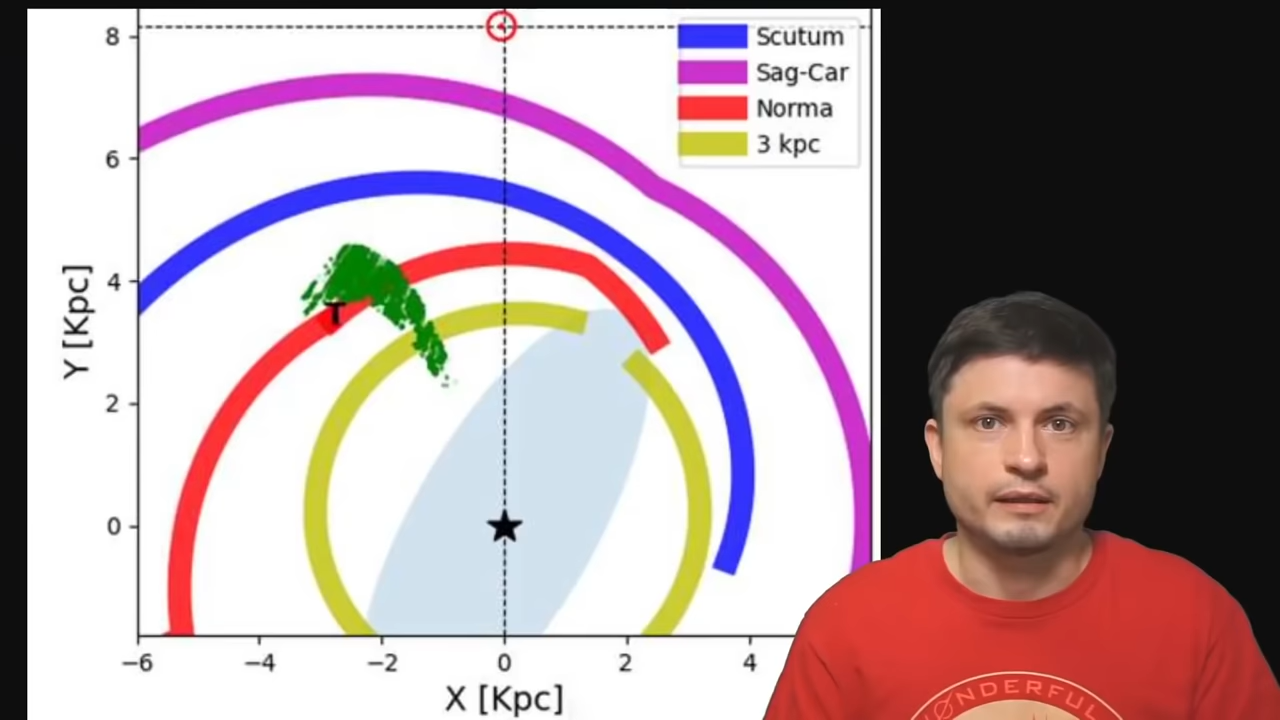 8
6
4
2
0
Y [Kpc]
Scutum
Sag-Car
Norma
3 kpc
T
−6 −4 −2 0 2 4
X [Kpc]
WØNDERFUL